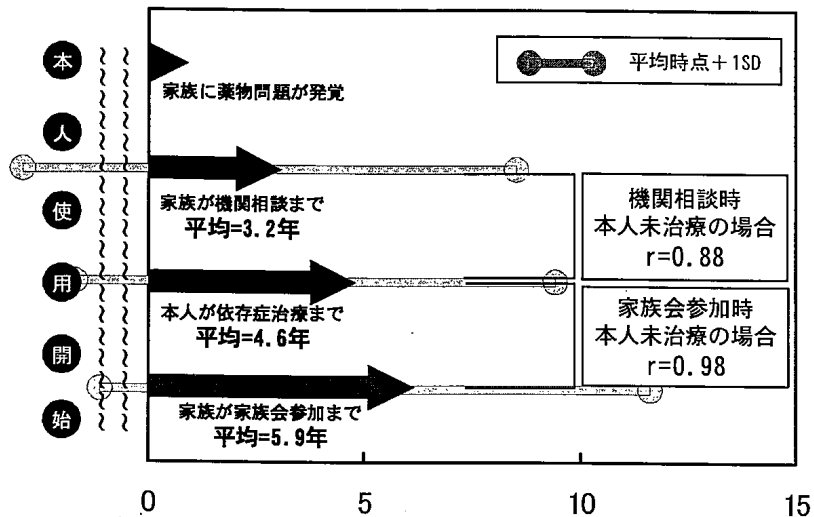 本人使用開始
平均時点+1SD
家族に薬物問題が発覚
家族が機関相談まで
平均=3.2年
機関相談時
本人未治療の場合
r=0.88
本人が依存症治療まで
平均=4.6年
家族会参加時
本人未治療の場合
r=0.98
家族が家族会参加まで
平均=5.9年
0 5 10 15